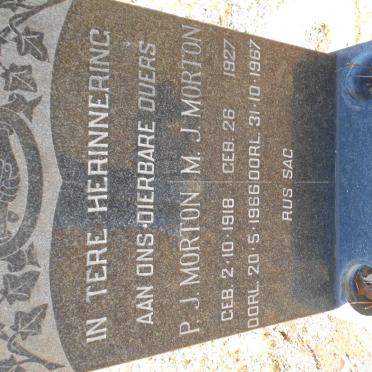 IN TERE HERINNERING
AAN ONS DIERBARE OUERS
P. J. MORTON M. J. MORTON
GEB. 2 · 10 · 1918 GEB. 26 1927
OORL. 20 · 5 · 1966 OORL. 31 · 10 · 1967
RUS SAG